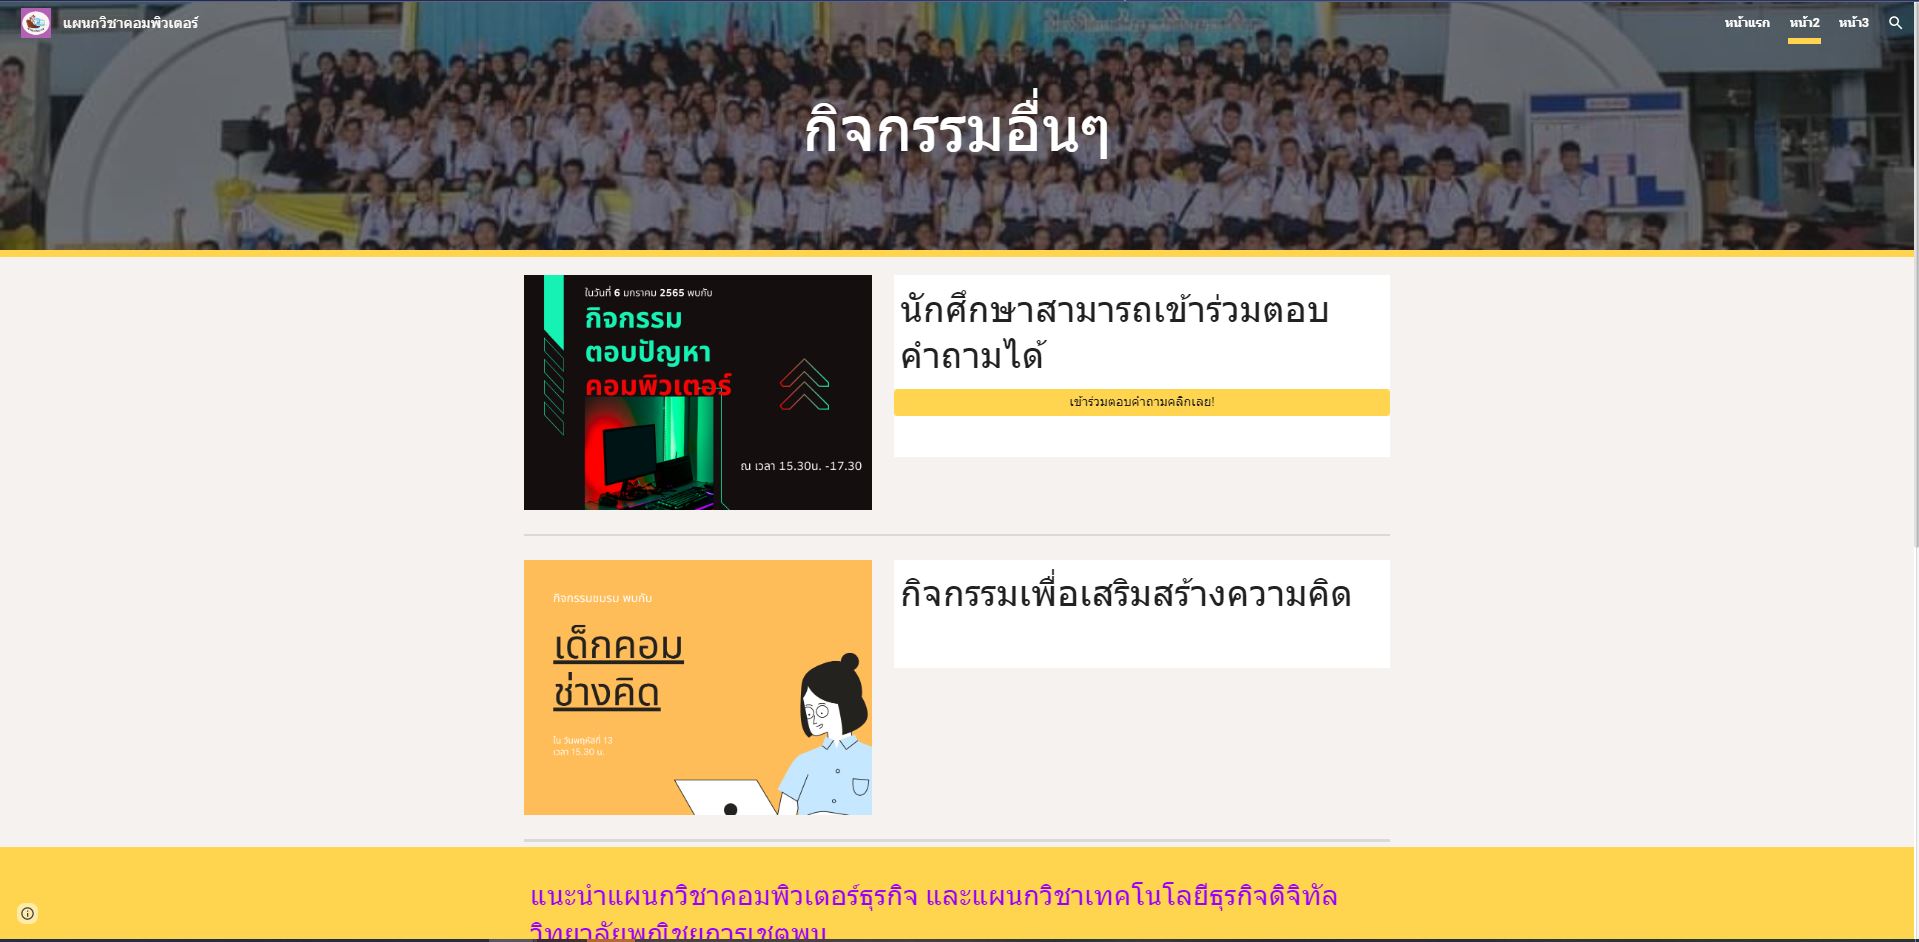 แผนกวิชาคอมพิวเตอร์
หน้าแรก หน้า2 หน้า3
กิจกรรมอื่นๆ
ในวันที่ 6 มกราคม 2565 พบกับ
กิจกรรม
ตอบปัญหา
คอมพิวเตอร์
ณ เวลา 15.30น. -17.30
นักศึกษาสามารถเข้าร่วมตอบ
คำถามได้
เข้าร่วมตอบคำถามคลิกเลย!
กิจกรรมชมรม พบกับ
เด็กคอม
ช่างคิด
ใน วันพฤหัสที่ 13
เวลา 15.30 น.
กิจกรรมเพื่อเสริมสร้างความคิด
แนะนำแผนกวิชาคอมพิวเตอร์ธุรกิจ และแผนกวิชาเทคโนโลยีธุรกิจดิจิทัล
วิทยาลัยพณิชยการเชตุพน